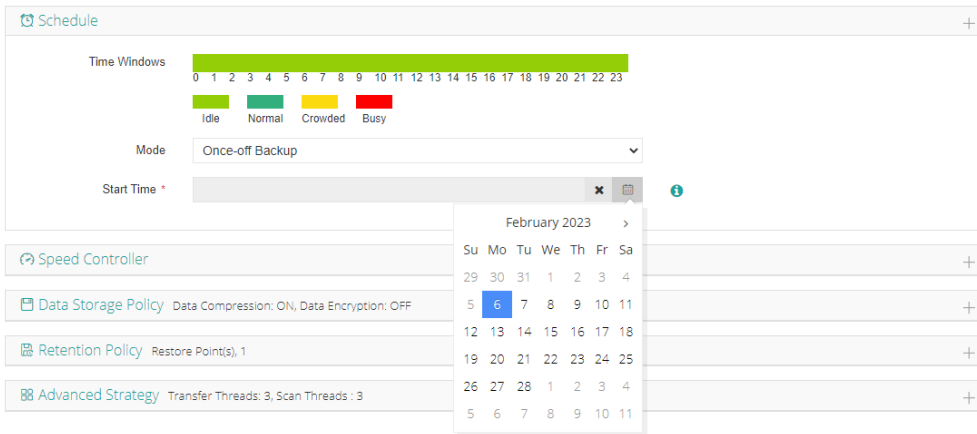 Schedule
Time Windows
0 1 2 3 4 5 6 7 8 9 10 11 12 13 14 15 16 17 18 19 20 21 22 23
Idle Normal Crowded Busy
Mode Once-off Backup
Start Time *
February 2023
Su Mo Tu We Th Fr Sa
29 30 31 1 2 3 4
5 6 7 8 9 10 11
12 13 14 15 16 17 18
19 20 21 22 23 24 25
26 27 28 1 2 3 4
5 6 7 8 9 10 11
Speed Controller
Data Storage Policy Data Compression: ON, Data Encryption: OFF
Retention Policy Restore Point(s), 1
Advanced Strategy Transfer Threads: 3, Scan Threads : 3